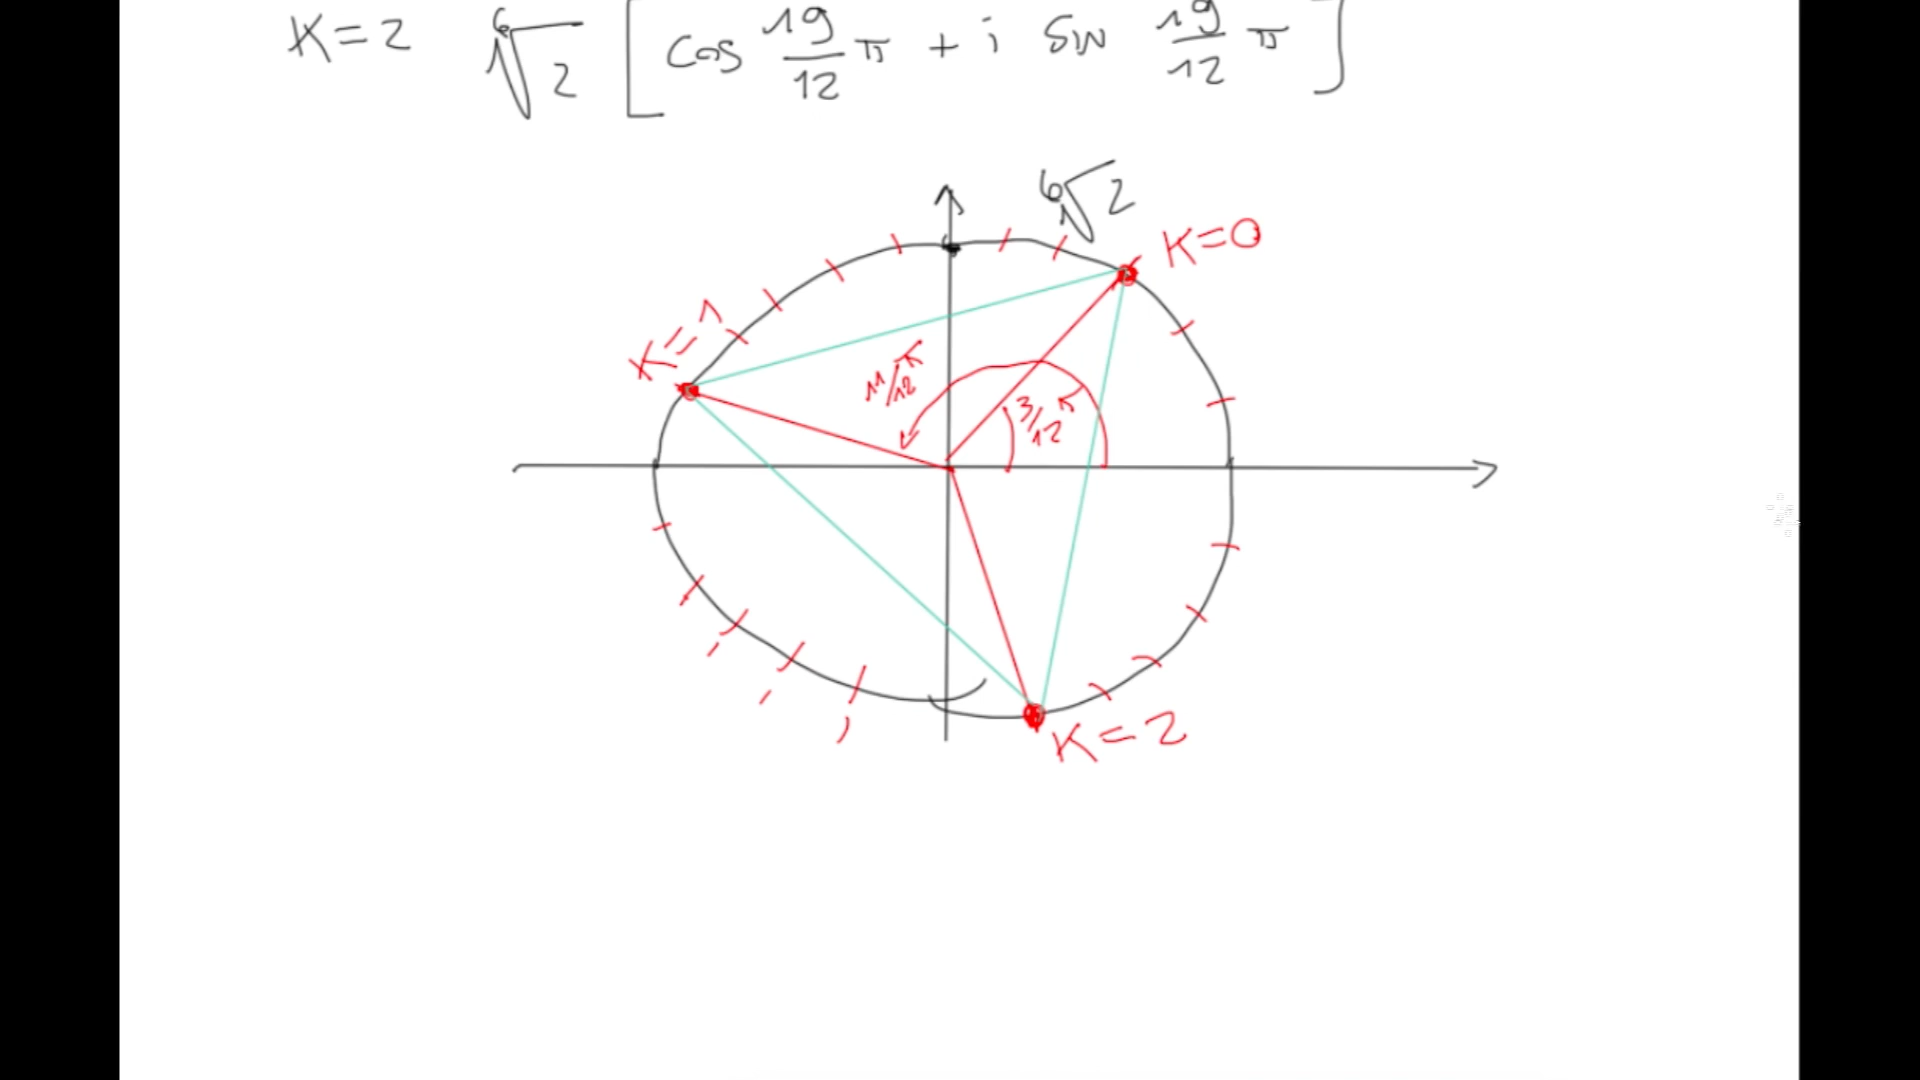 K=2 ⁶√2 [cos 19/12 π + i sin 19/12 π]
⁶√2
K=0
K=1
11/12 π
3/12 π
K=2